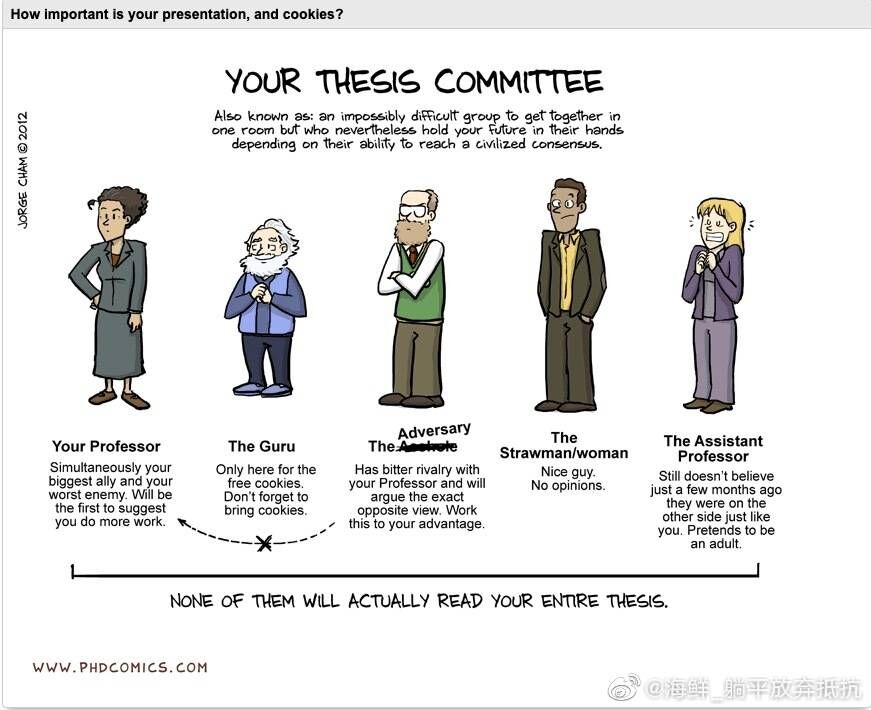 How important is your presentation, and cookies?
YOUR THESIS COMMITTEE
Also known as: an impossibly difficult group to get together in
one room but who nevertheless hold your future in their hands
depending on their ability to reach a civilized consensus.
JORGE CHAM © 2012
Your Professor
Simultaneously your
biggest ally and your
worst enemy. Will be
the first to suggest
you do more work.
The Guru
Only here for the
free cookies.
Don't forget to
bring cookies.
Adversary
The Asshole
Has bitter rivalry with
your Professor and will
argue the exact
opposite view. Work
this to your advantage.
The
Strawman/woman
Nice guy.
No opinions.
The Assistant
Professor
Still doesn't believe
just a few months ago
they were on the
other side just like
you. Pretends to be
an adult.
NONE OF THEM WILL ACTUALLY READ YOUR ENTIRE THESIS.
WWW.PHDCOMICS.COM
@海鲜_躺平放弃抵抗